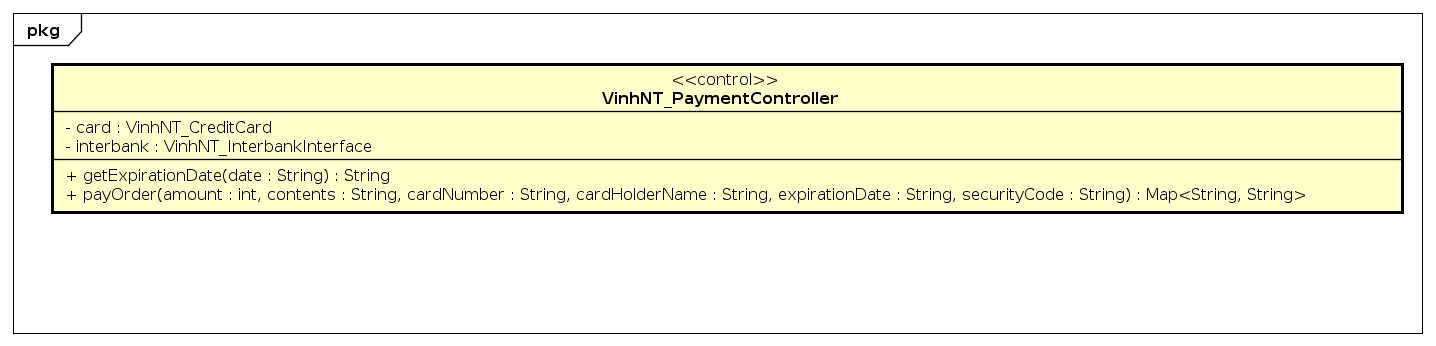 pkg
<<control>>
VinhNT_PaymentController
- card : VinhNT_CreditCard
- interbank : VinhNT_InterbankInterface
+ getExpirationDate(date : String) : String
+ payOrder(amount : int, contents : String, cardNumber : String, cardHolderName : String, expirationDate : String, securityCode : String) : Map<String, String>